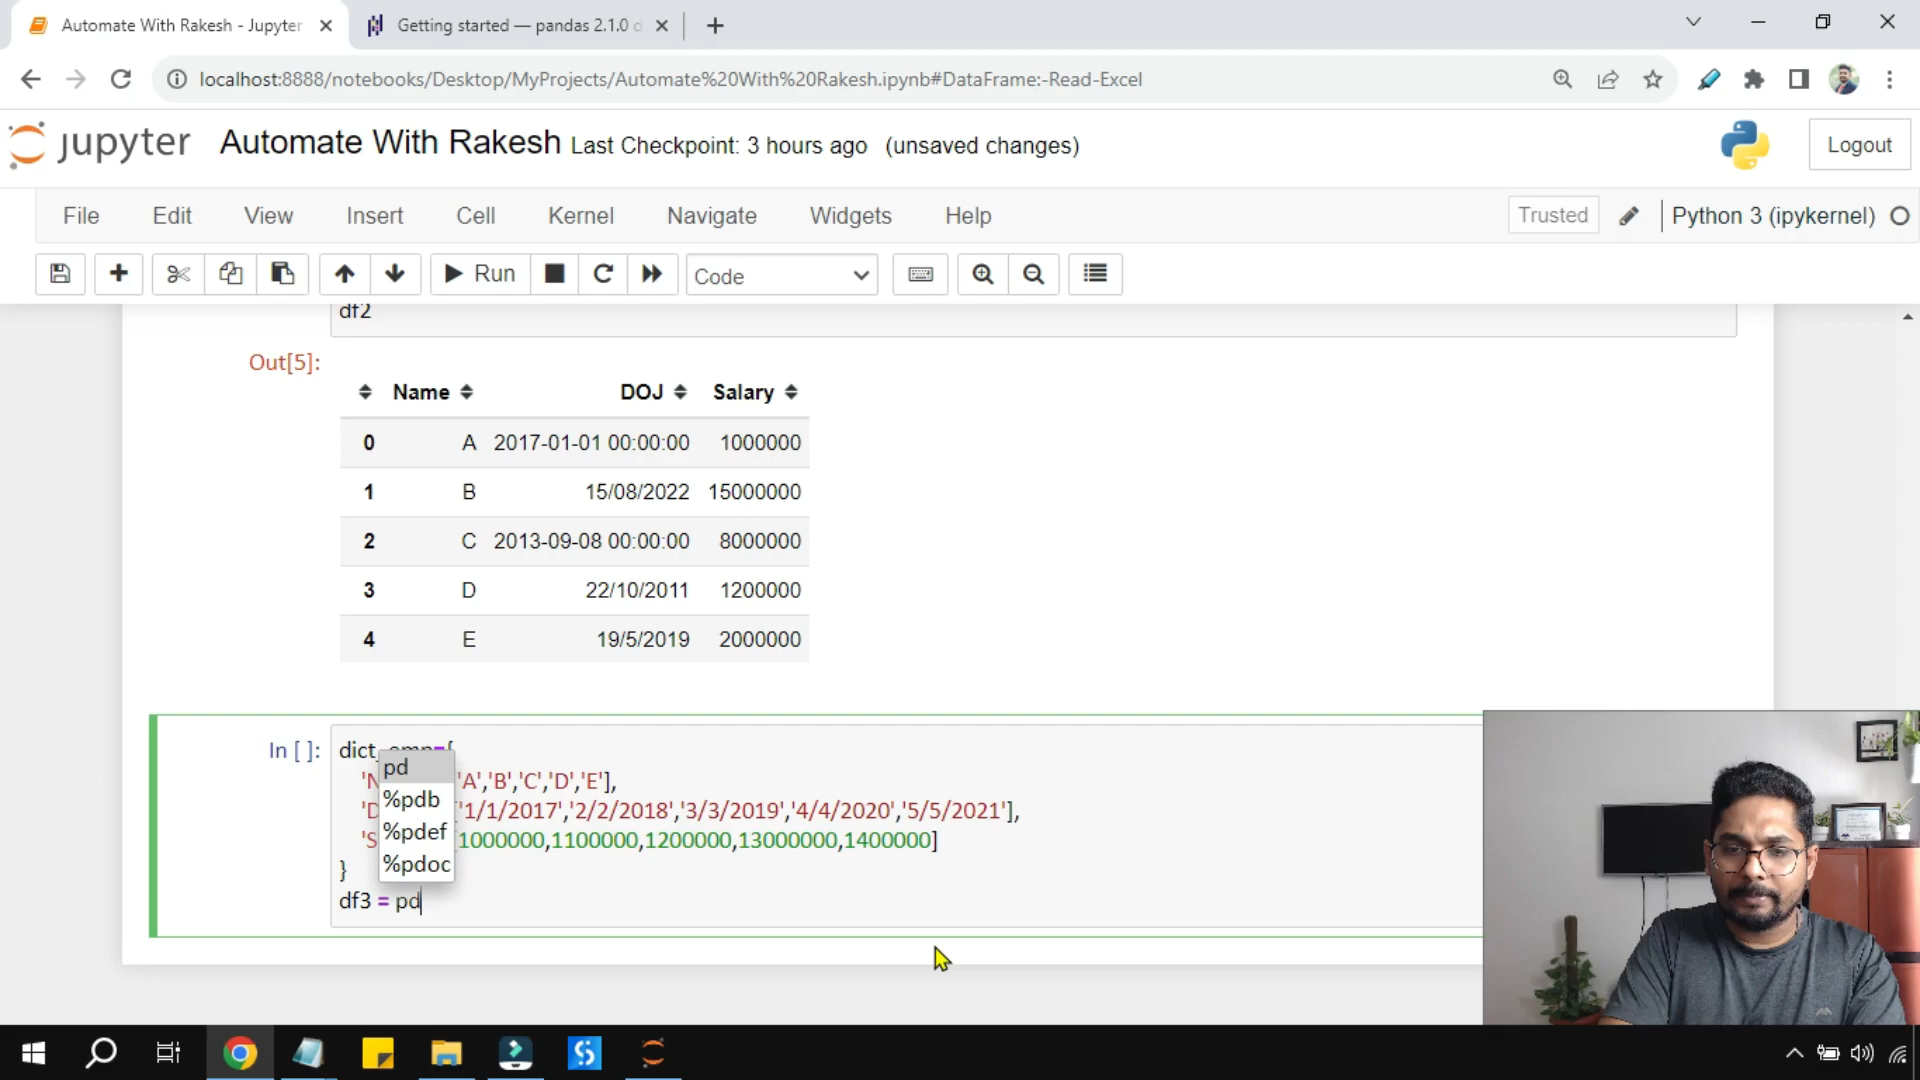 Automate With Rakesh - Jupyter
Getting started — pandas 2.1.0 d
localhost:8888/notebooks/Desktop/MyProjects/Automate%20With%20Rakesh.ipynb#DataFrame:-Read-Excel
jupyter Automate With Rakesh Last Checkpoint: 3 hours ago (unsaved changes)
Logout
File Edit View Insert Cell Kernel Navigate Widgets Help
Trusted
Python 3 (ipykernel)
Run
Code
df2
Out[5]:
Name DOJ Salary
0 A 2017-01-01 00:00:00 1000000
1 B 15/08/2022 15000000
2 C 2013-09-08 00:00:00 8000000
3 D 22/10/2011 1200000
4 E 19/5/2019 2000000
In [ ]:
'A','B','C','D','E'],
'1/1/2017','2/2/2018','3/3/2019','4/4/2020','5/5/2021'],
1000000,1100000,1200000,13000000,1400000]
}
df3 = pd
pd
%pdb
%pdef
%pdoc